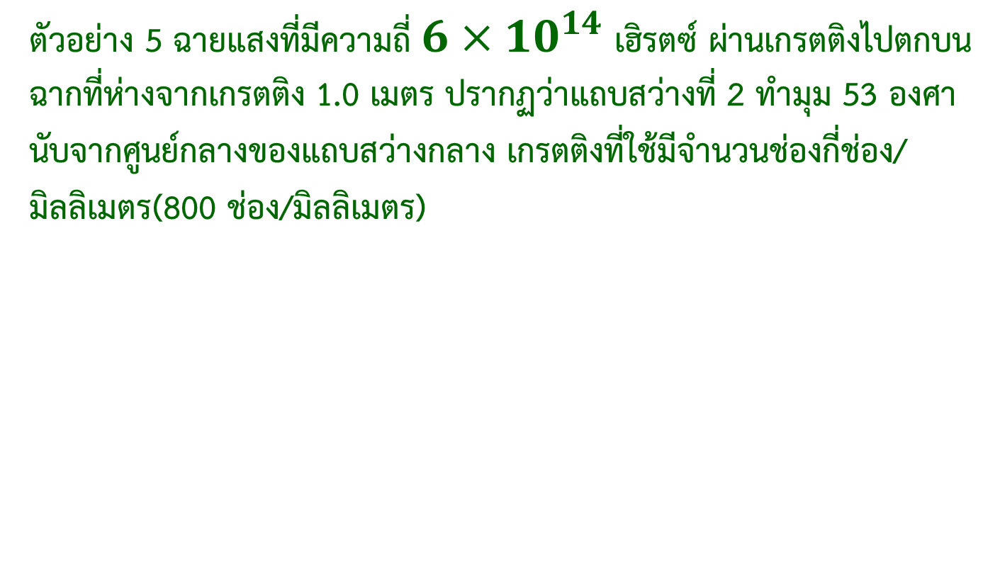 ตัวอย่าง 5 ฉายแสงที่มีความถี่ 6 × 10¹⁴ เฮิรตซ์ ผ่านเกรตติงไปตกบน
ฉากที่ห่างจากเกรตติง 1.0 เมตร ปรากฏว่าแถบสว่างที่ 2 ทำมุม 53 องศา
นับจากศูนย์กลางของแถบสว่างกลาง เกรตติงที่ใช้มีจำนวนช่องกี่ช่อง/
มิลลิเมตร(800 ช่อง/มิลลิเมตร)